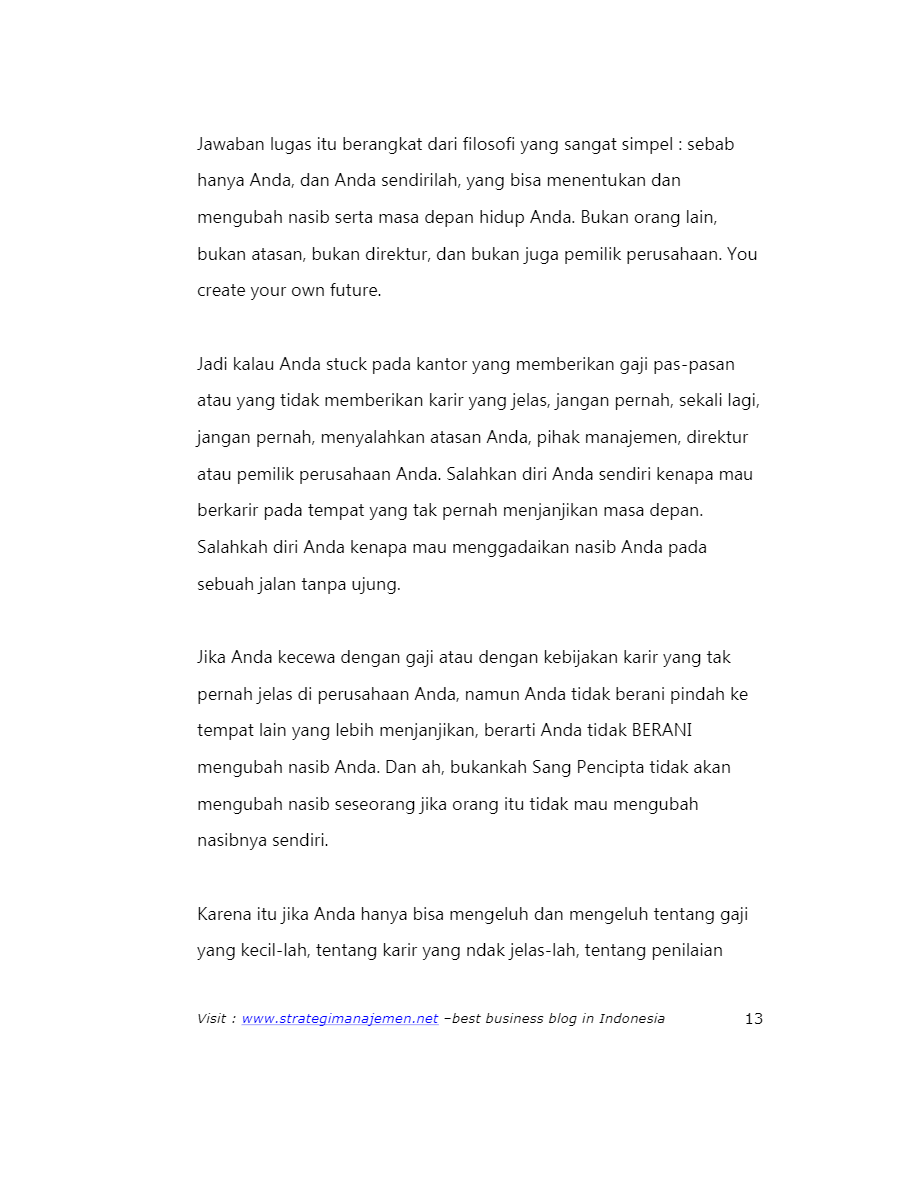 Jawaban lugas itu berangkat dari filosofi yang sangat simpel : sebab
hanya Anda, dan Anda sendirilah, yang bisa menentukan dan
mengubah nasib serta masa depan hidup Anda. Bukan orang lain,
bukan atasan, bukan direktur, dan bukan juga pemilik perusahaan. You
create your own future.
Jadi kalau Anda stuck pada kantor yang memberikan gaji pas-pasan
atau yang tidak memberikan karir yang jelas, jangan pernah, sekali lagi,
jangan pernah, menyalahkan atasan Anda, pihak manajemen, direktur
atau pemilik perusahaan Anda. Salahkan diri Anda sendiri kenapa mau
berkarir pada tempat yang tak pernah menjanjikan masa depan.
Salahkah diri Anda kenapa mau menggadaikan nasib Anda pada
sebuah jalan tanpa ujung.
Jika Anda kecewa dengan gaji atau dengan kebijakan karir yang tak
pernah jelas di perusahaan Anda, namun Anda tidak berani pindah ke
tempat lain yang lebih menjanjikan, berarti Anda tidak BERANI
mengubah nasib Anda. Dan ah, bukankah Sang Pencipta tidak akan
mengubah nasib seseorang jika orang itu tidak mau mengubah
nasibnya sendiri.
Karena itu jika Anda hanya bisa mengeluh dan mengeluh tentang gaji
yang kecil-lah, tentang karir yang ndak jelas-lah, tentang penilaian
Visit : www.strategimanajemen.net –best business blog in Indonesia 13